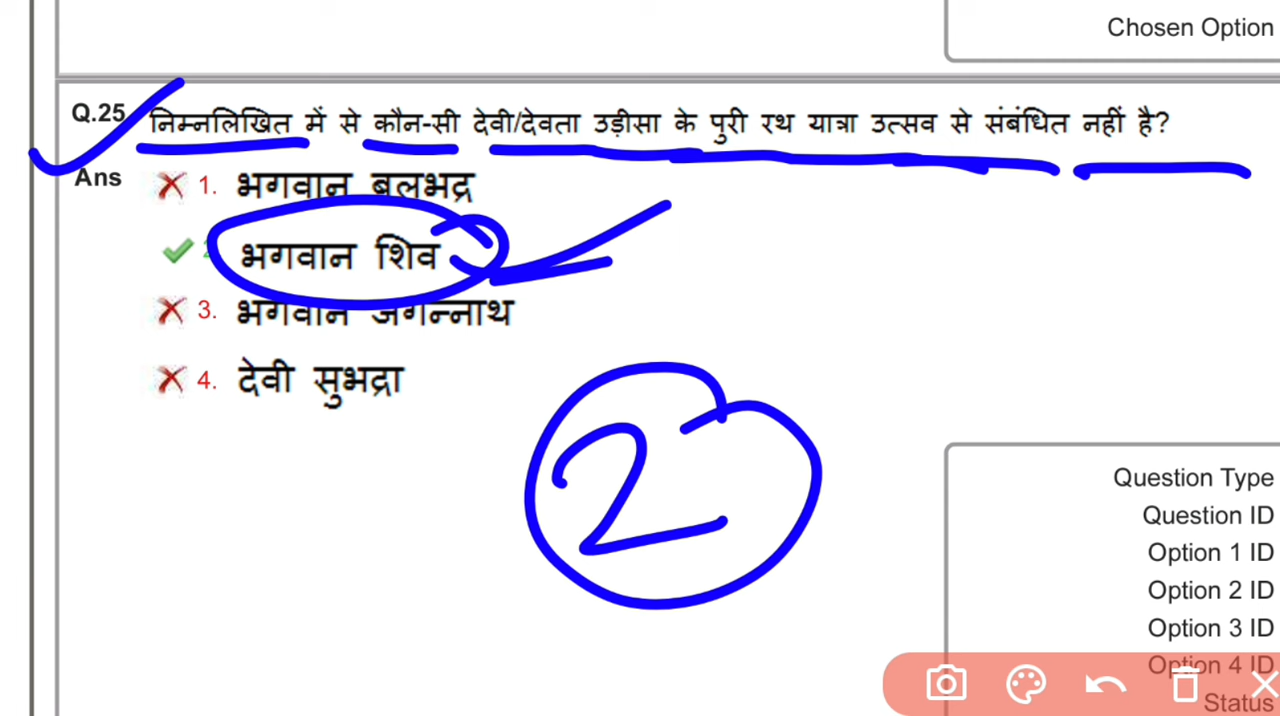 Chosen Option
Q.25 निम्नलिखित में से कौन-सी देवी/देवता उड़ीसा के पुरी रथ यात्रा उत्सव से संबंधित नहीं है?
Ans 1. भगवान बलभद्र
भगवान शिव
3. भगवान जगन्नाथ
4. देवी सुभद्रा
2
Question Type
Question ID
Option 1 ID
Option 2 ID
Option 3 ID
Option 4 ID
Status